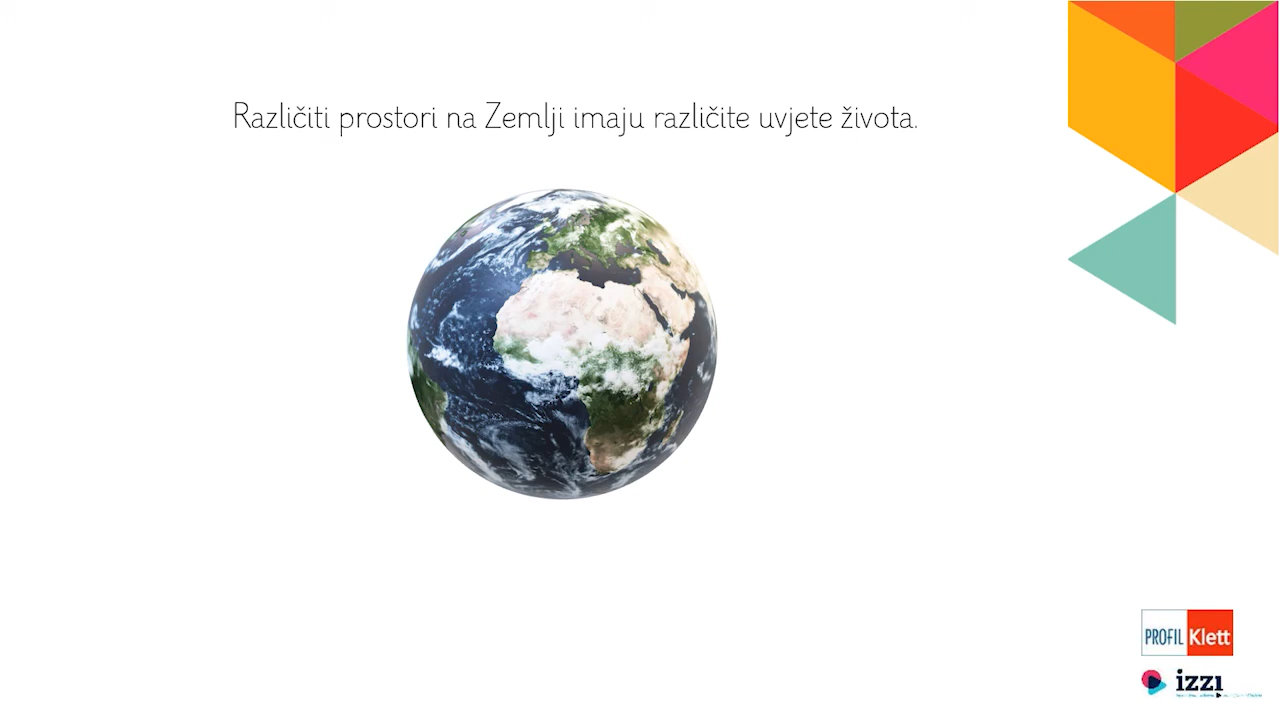 Različiti prostori na Zemlji imaju različite uvjete života.
PROFIL Klett
izzi